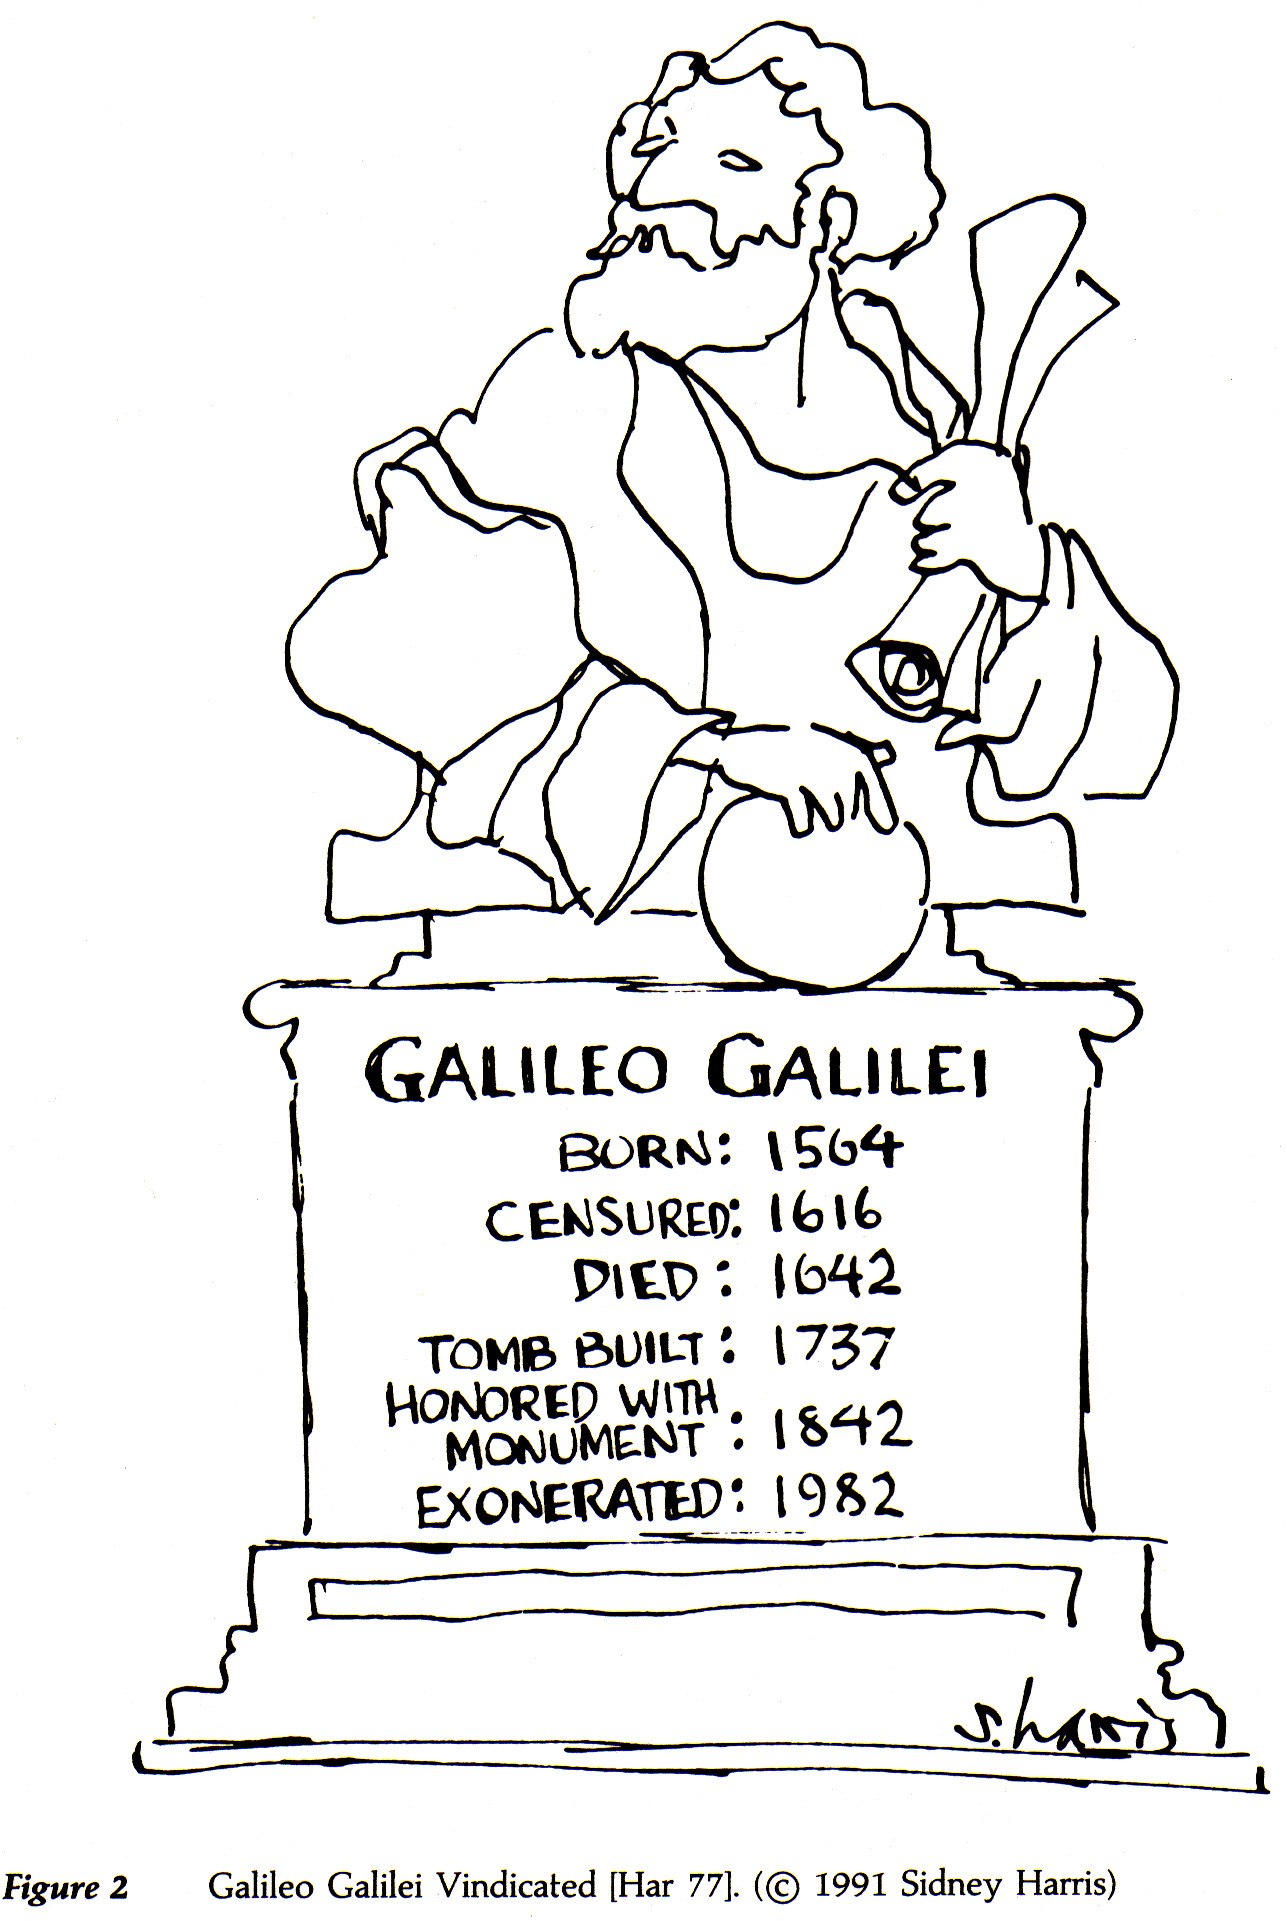 GALILEO GALILEI
BORN: 1564
CENSURED: 1616
DIED: 1642
TOMB BUILT: 1737
HONORED WITH
MONUMENT: 1842
EXONERATED: 1982
s.harris
Figure 2 Galileo Galilei Vindicated [Har 77]. (© 1991 Sidney Harris)